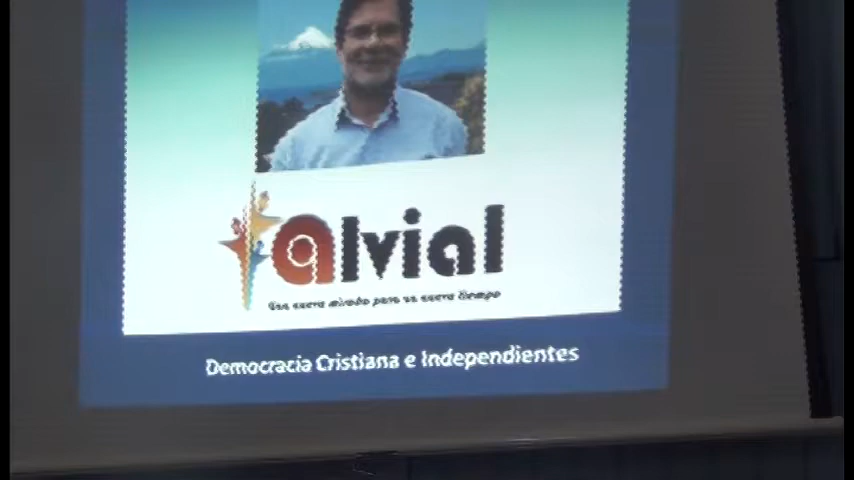 alvial
Una nueva mirada para un nuevo tiempo
Democracia Cristiana e Independientes